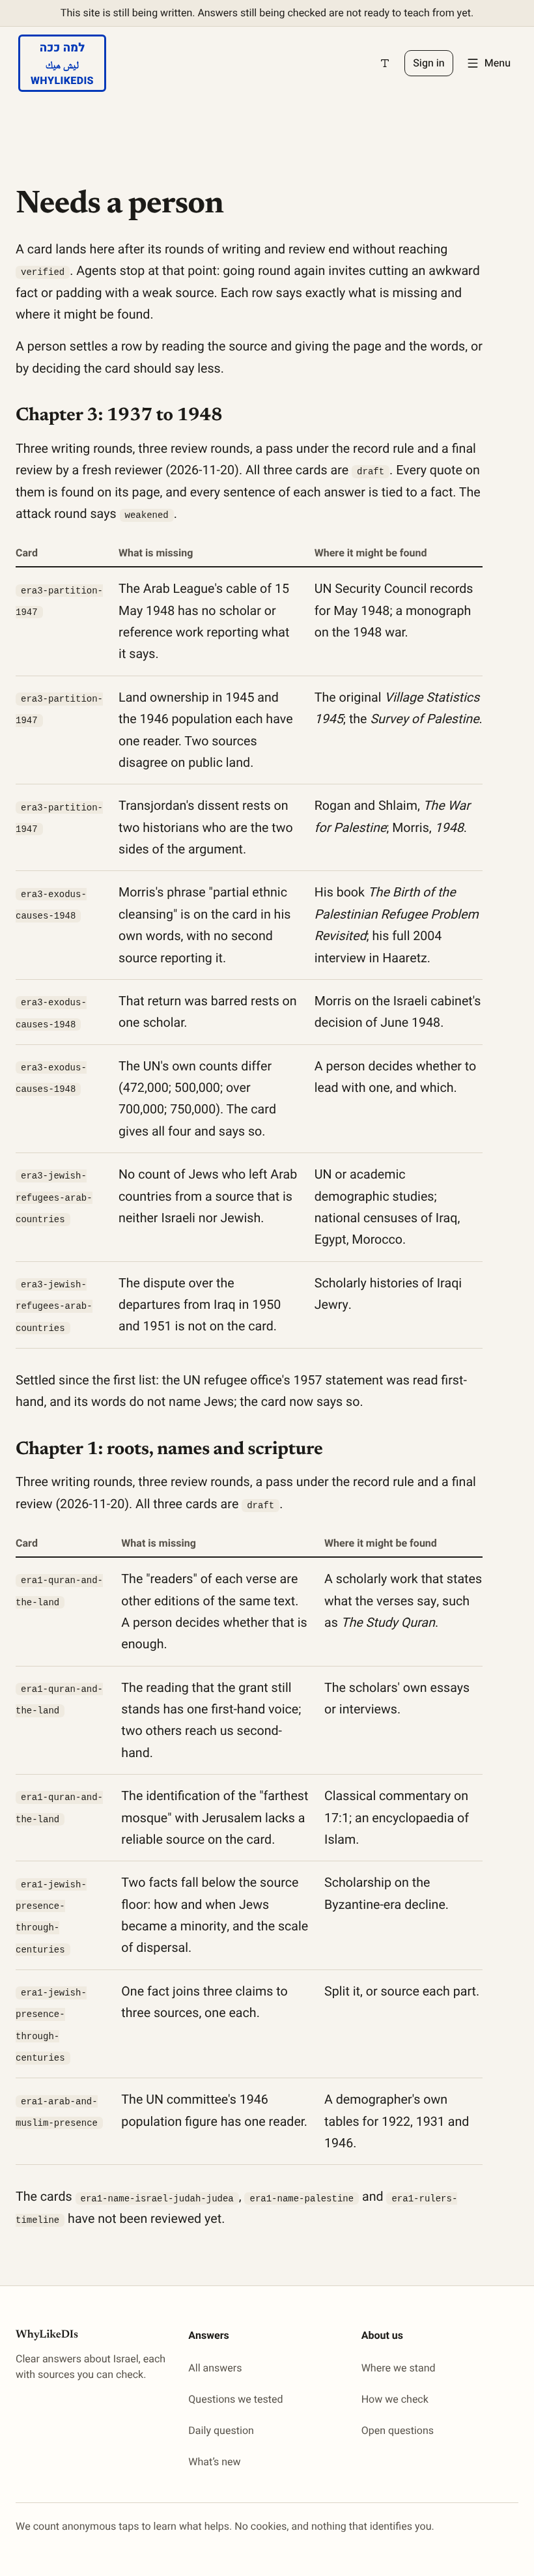 This site is still being written. Answers still being checked are not ready to teach from yet.
למה ככה
ليش هيك
WHYLIKEDIS
T
Sign in
Menu
Needs a person
A card lands here after its rounds of writing and review end without reaching
verified. Agents stop at that point: going round again invites cutting an awkward
fact or padding with a weak source. Each row says exactly what is missing and
where it might be found.
A person settles a row by reading the source and giving the page and the words, or
by deciding the card should say less.
Chapter 3: 1937 to 1948
Three writing rounds, three review rounds, a pass under the record rule and a final
review by a fresh reviewer (2026-11-20). All three cards are draft. Every quote on
them is found on its page, and every sentence of each answer is tied to a fact. The
attack round says weakened.
Card What is missing Where it might be found
era3-partition- The Arab League's cable of 15 UN Security Council records
1947 May 1948 has no scholar or for May 1948; a monograph
reference work reporting what on the 1948 war.
it says.
era3-partition- Land ownership in 1945 and The original Village Statistics
1947 the 1946 population each have 1945; the Survey of Palestine.
one reader. Two sources
disagree on public land.
era3-partition- Transjordan's dissent rests on Rogan and Shlaim, The War
1947 two historians who are the two for Palestine; Morris, 1948.
sides of the argument.
era3-exodus- Morris's phrase "partial ethnic His book The Birth of the
causes-1948 cleansing" is on the card in his Palestinian Refugee Problem
own words, with no second Revisited; his full 2004
source reporting it. interview in Haaretz.
era3-exodus- That return was barred rests on Morris on the Israeli cabinet's
causes-1948 one scholar. decision of June 1948.
era3-exodus- The UN's own counts differ A person decides whether to
causes-1948 (472,000; 500,000; over lead with one, and which.
700,000; 750,000). The card
gives all four and says so.
era3-jewish- No count of Jews who left Arab UN or academic
refugees-arab- countries from a source that is demographic studies;
countries neither Israeli nor Jewish. national censuses of Iraq,
Egypt, Morocco.
era3-jewish- The dispute over the Scholarly histories of Iraqi
refugees-arab- departures from Iraq in 1950 Jewry.
countries and 1951 is not on the card.
Settled since the first list: the UN refugee office's 1957 statement was read first-
hand, and its words do not name Jews; the card now says so.
Chapter 1: roots, names and scripture
Three writing rounds, three review rounds, a pass under the record rule and a final
review (2026-11-20). All three cards are draft.
Card What is missing Where it might be found
era1-quran-and- The "readers" of each verse are A scholarly work that states
the-land other editions of the same text. what the verses say, such
A person decides whether that is as The Study Quran.
enough.
era1-quran-and- The reading that the grant still The scholars' own essays
the-land stands has one first-hand voice; or interviews.
two others reach us second-
hand.
era1-quran-and- The identification of the "farthest Classical commentary on
the-land mosque" with Jerusalem lacks a 17:1; an encyclopaedia of
reliable source on the card. Islam.
era1-jewish- Two facts fall below the source Scholarship on the
presence- floor: how and when Jews Byzantine-era decline.
through- became a minority, and the scale
centuries of dispersal.
era1-jewish- One fact joins three claims to Split it, or source each part.
presence- three sources, one each.
through-
centuries
era1-arab-and- The UN committee's 1946 A demographer's own
muslim-presence population figure has one reader. tables for 1922, 1931 and
1946.
The cards era1-name-israel-judah-judea, era1-name-palestine and era1-rulers-
timeline have not been reviewed yet.
WhyLikeDIs Answers About us
Clear answers about Israel, each
with sources you can check.
All answers Where we stand
Questions we tested How we check
Daily question Open questions
What's new
We count anonymous taps to learn what helps. No cookies, and nothing that identifies you.